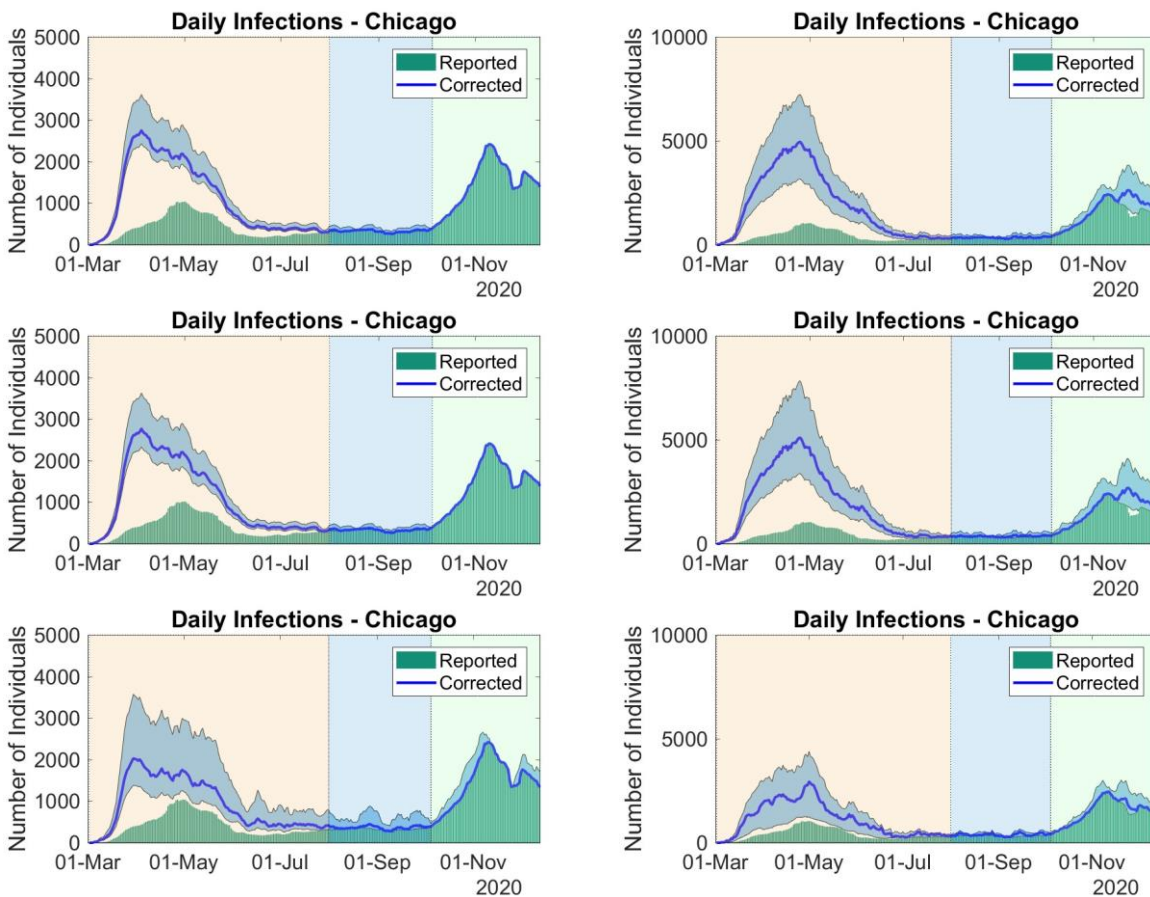 Daily Infections - Chicago
Number of Individuals
5000
4000
3000
2000
1000
0
Reported
Corrected
01-Mar 01-May 01-Jul 01-Sep 01-Nov
2020
Daily Infections - Chicago
Number of Individuals
10000
5000
0
Reported
Corrected
01-Mar 01-May 01-Jul 01-Sep 01-Nov
2020
Daily Infections - Chicago
Number of Individuals
5000
4000
3000
2000
1000
0
Reported
Corrected
01-Mar 01-May 01-Jul 01-Sep 01-Nov
2020
Daily Infections - Chicago
Number of Individuals
10000
5000
0
Reported
Corrected
01-Mar 01-May 01-Jul 01-Sep 01-Nov
2020
Daily Infections - Chicago
Number of Individuals
5000
4000
3000
2000
1000
0
Reported
Corrected
01-Mar 01-May 01-Jul 01-Sep 01-Nov
2020
Daily Infections - Chicago
Number of Individuals
10000
5000
0
Reported
Corrected
01-Mar 01-May 01-Jul 01-Sep 01-Nov
2020